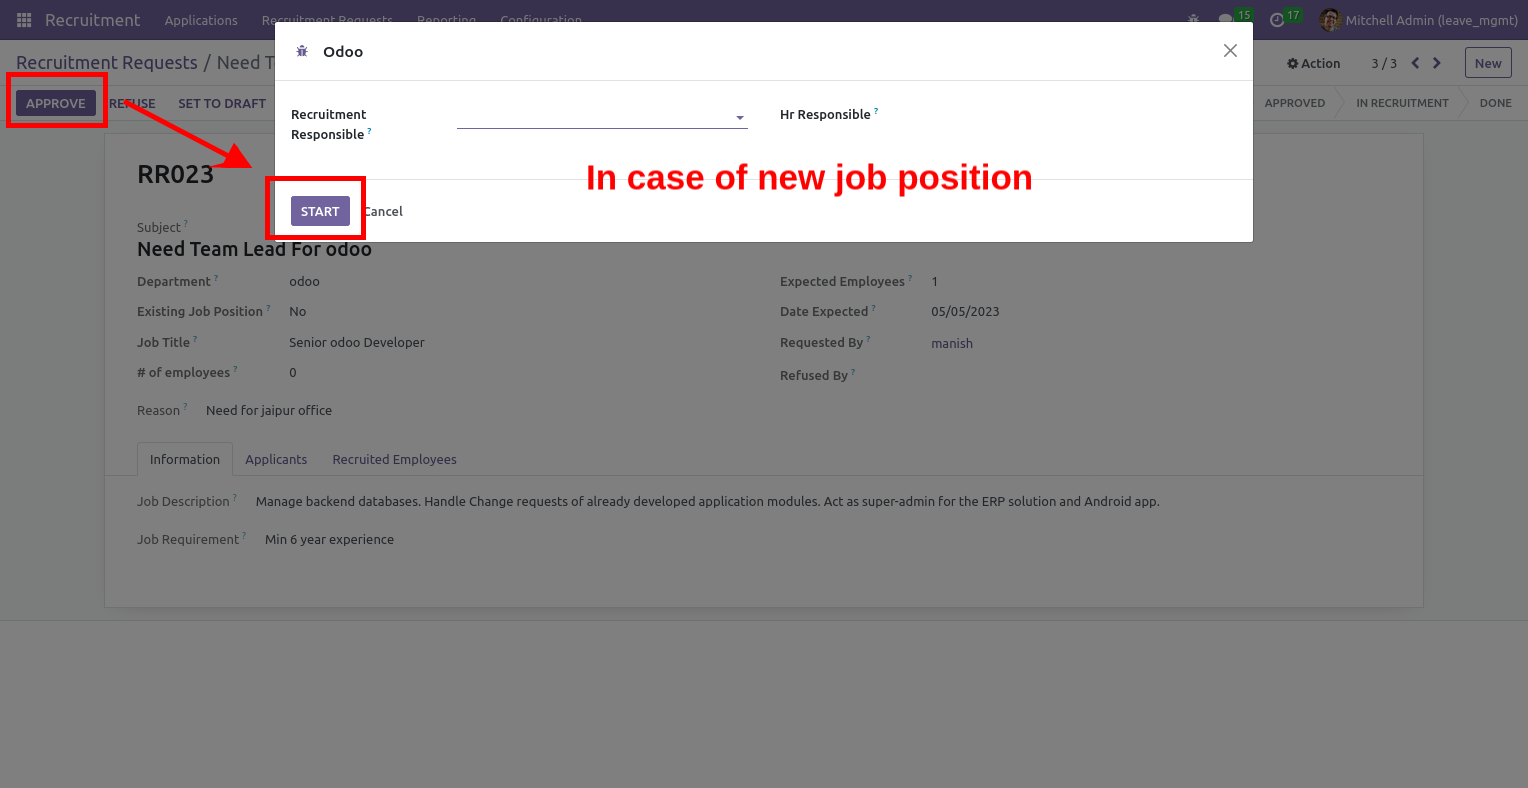 Recruitment Applications Recruitment Requests Reporting Configuration 15 17 Mitchell Admin (leave_mgmt)
Odoo
Recruitment Requests / Need T Action 3 / 3 New
APPROVE REFUSE SET TO DRAFT APPROVED IN RECRUITMENT DONE
Recruitment Responsible ? Hr Responsible ?
In case of new job position
RR023
START Cancel
Subject ?
Need Team Lead For odoo
Department ? odoo Expected Employees ? 1
Existing Job Position ? No Date Expected ? 05/05/2023
Job Title ? Senior odoo Developer Requested By ? manish
# of employees ? 0 Refused By ?
Reason ? Need for jaipur office
Information Applicants Recruited Employees
Job Description ? Manage backend databases. Handle Change requests of already developed application modules. Act as super-admin for the ERP solution and Android app.
Job Requirement ? Min 6 year experience